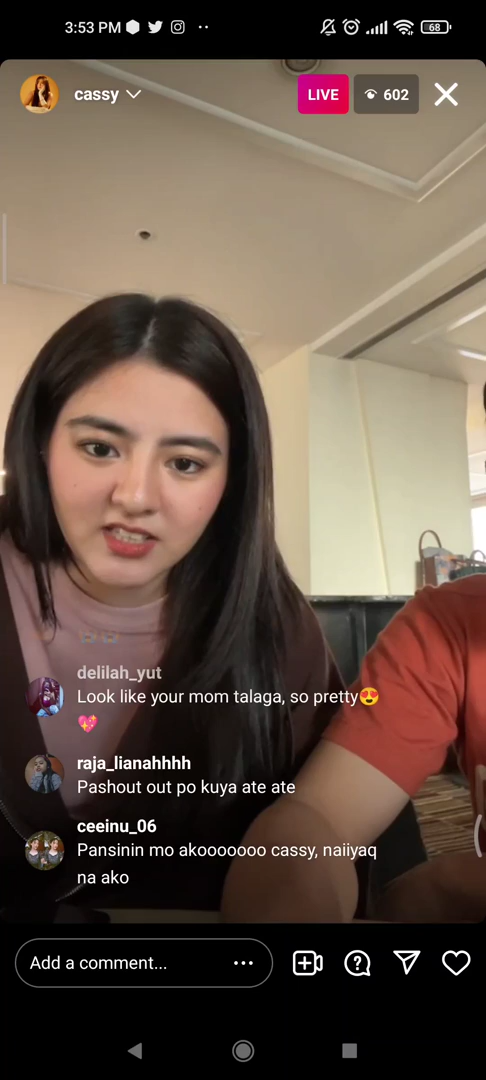 3:53 PM
68
cassy
LIVE
602
delilah_yut
Look like your mom talaga, so pretty😍
💖
raja_lianahhhh
Pashout out po kuya ate ate
ceeinu_06
Pansinin mo akooooooo cassy, naiiyaq
na ako
Add a comment...